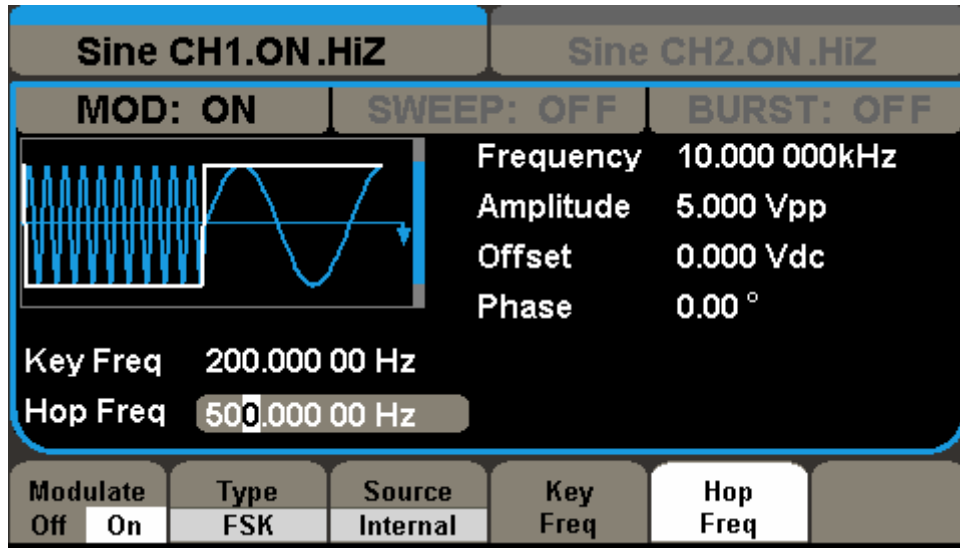 Sine CH1.ON.HiZ
Sine CH2.ON.HiZ
MOD: ON
SWEEP: OFF
BURST: OFF
Frequency 10.000 000kHz
Amplitude 5.000 Vpp
Offset 0.000 Vdc
Phase 0.00 °
Key Freq 200.000 00 Hz
Hop Freq 500.000 00 Hz
Modulate
Off On
Type
FSK
Source
Internal
Key
Freq
Hop
Freq